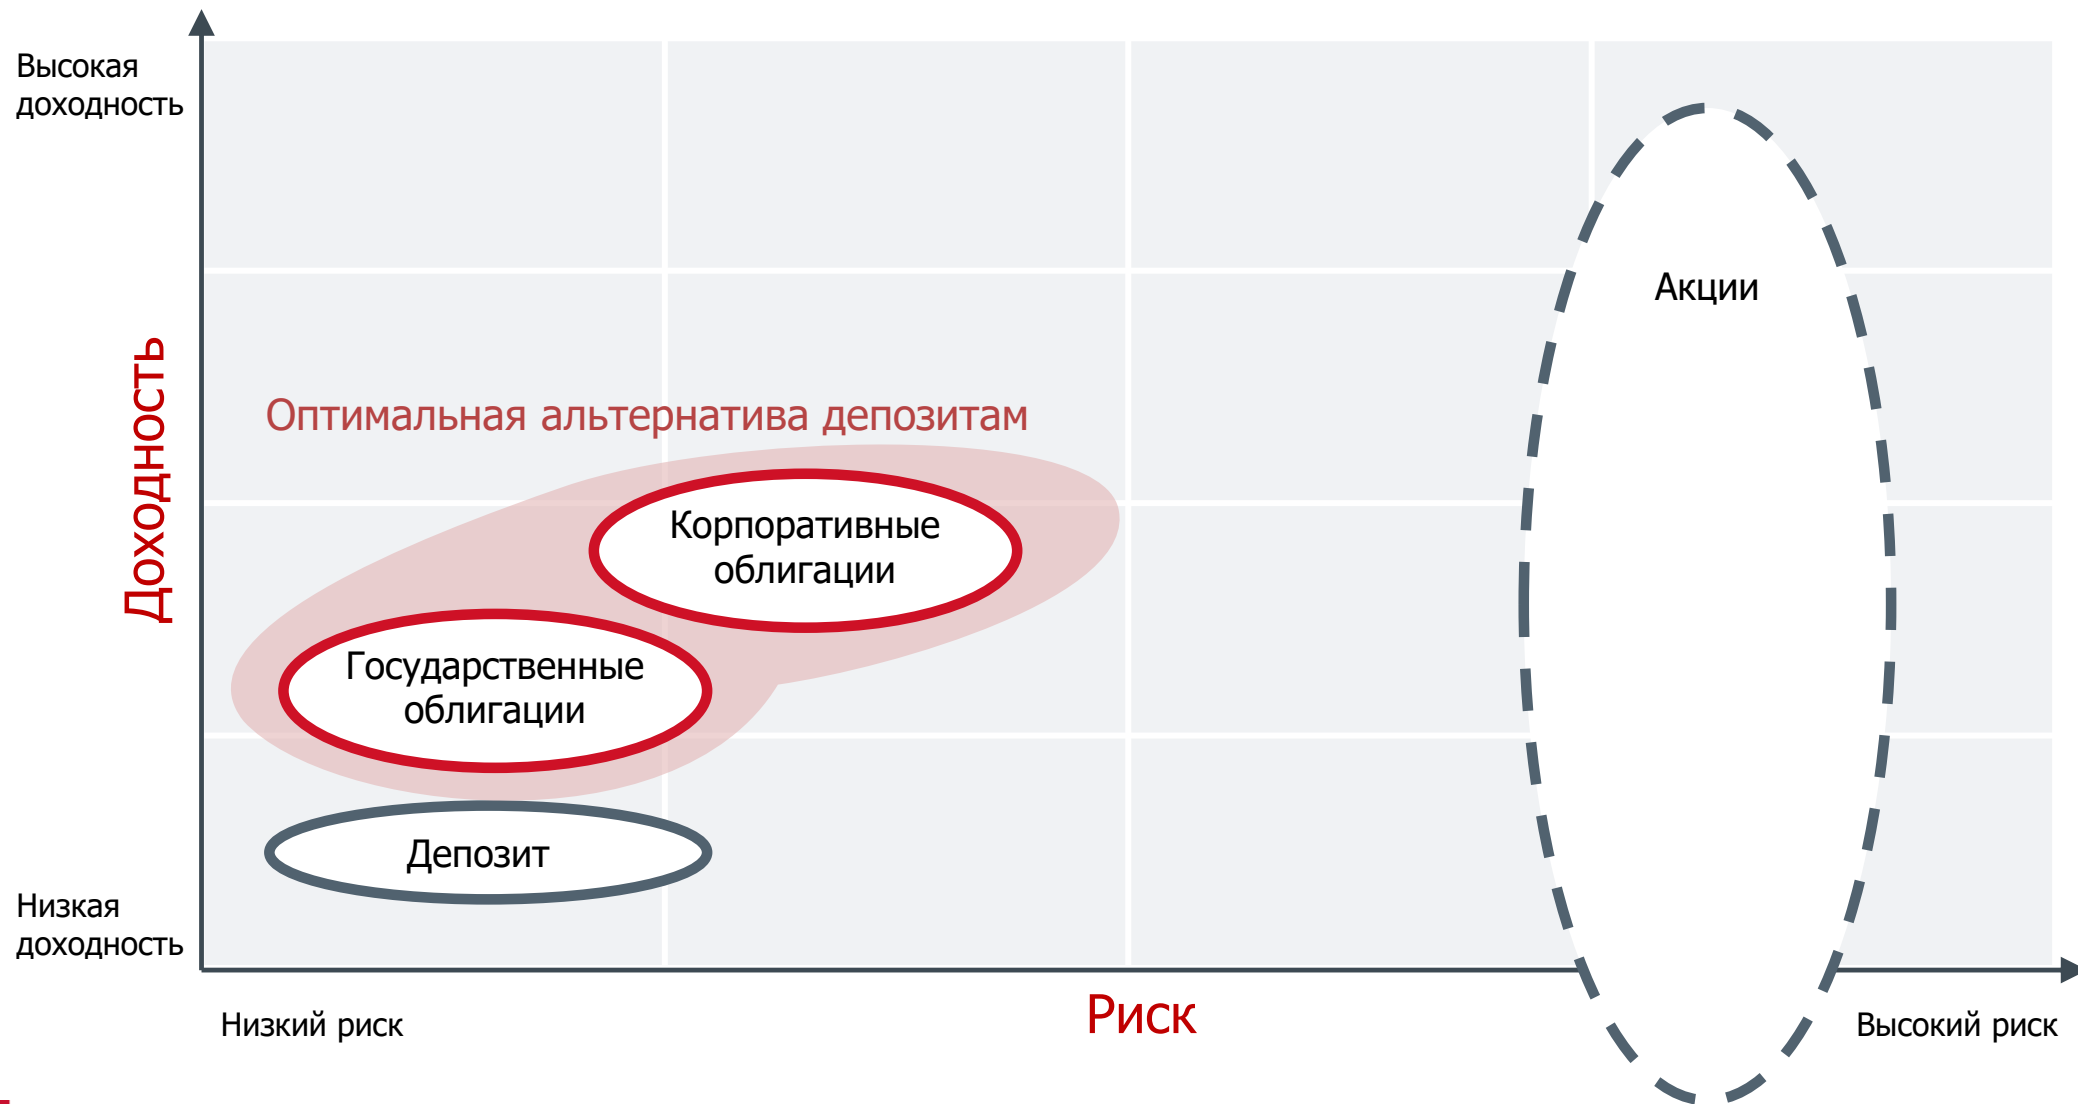 Высокая
доходность
Акции
Доходность
Оптимальная альтернатива депозитам
Корпоративные
облигации
Государственные
облигации
Депозит
Низкая
доходность
Низкий риск
Риск
Высокий риск